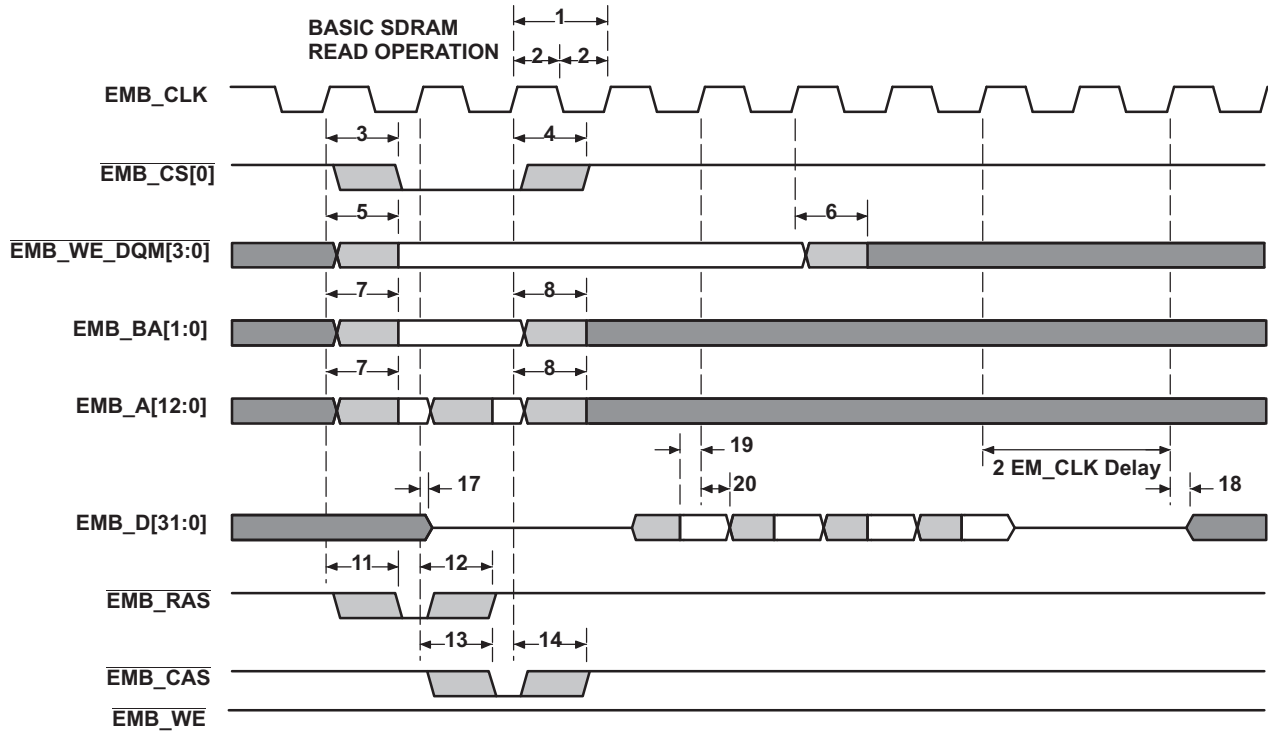 BASIC SDRAM
READ OPERATION
1
2 2
EMB_CLK
3 4
EMB_CS[0]
5 6
EMB_WE_DQM[3:0]
7 8
EMB_BA[1:0]
7 8
EMB_A[12:0]
19
2 EM_CLK Delay
17 20 18
EMB_D[31:0]
11 12
EMB_RAS
13 14
EMB_CAS
EMB_WE